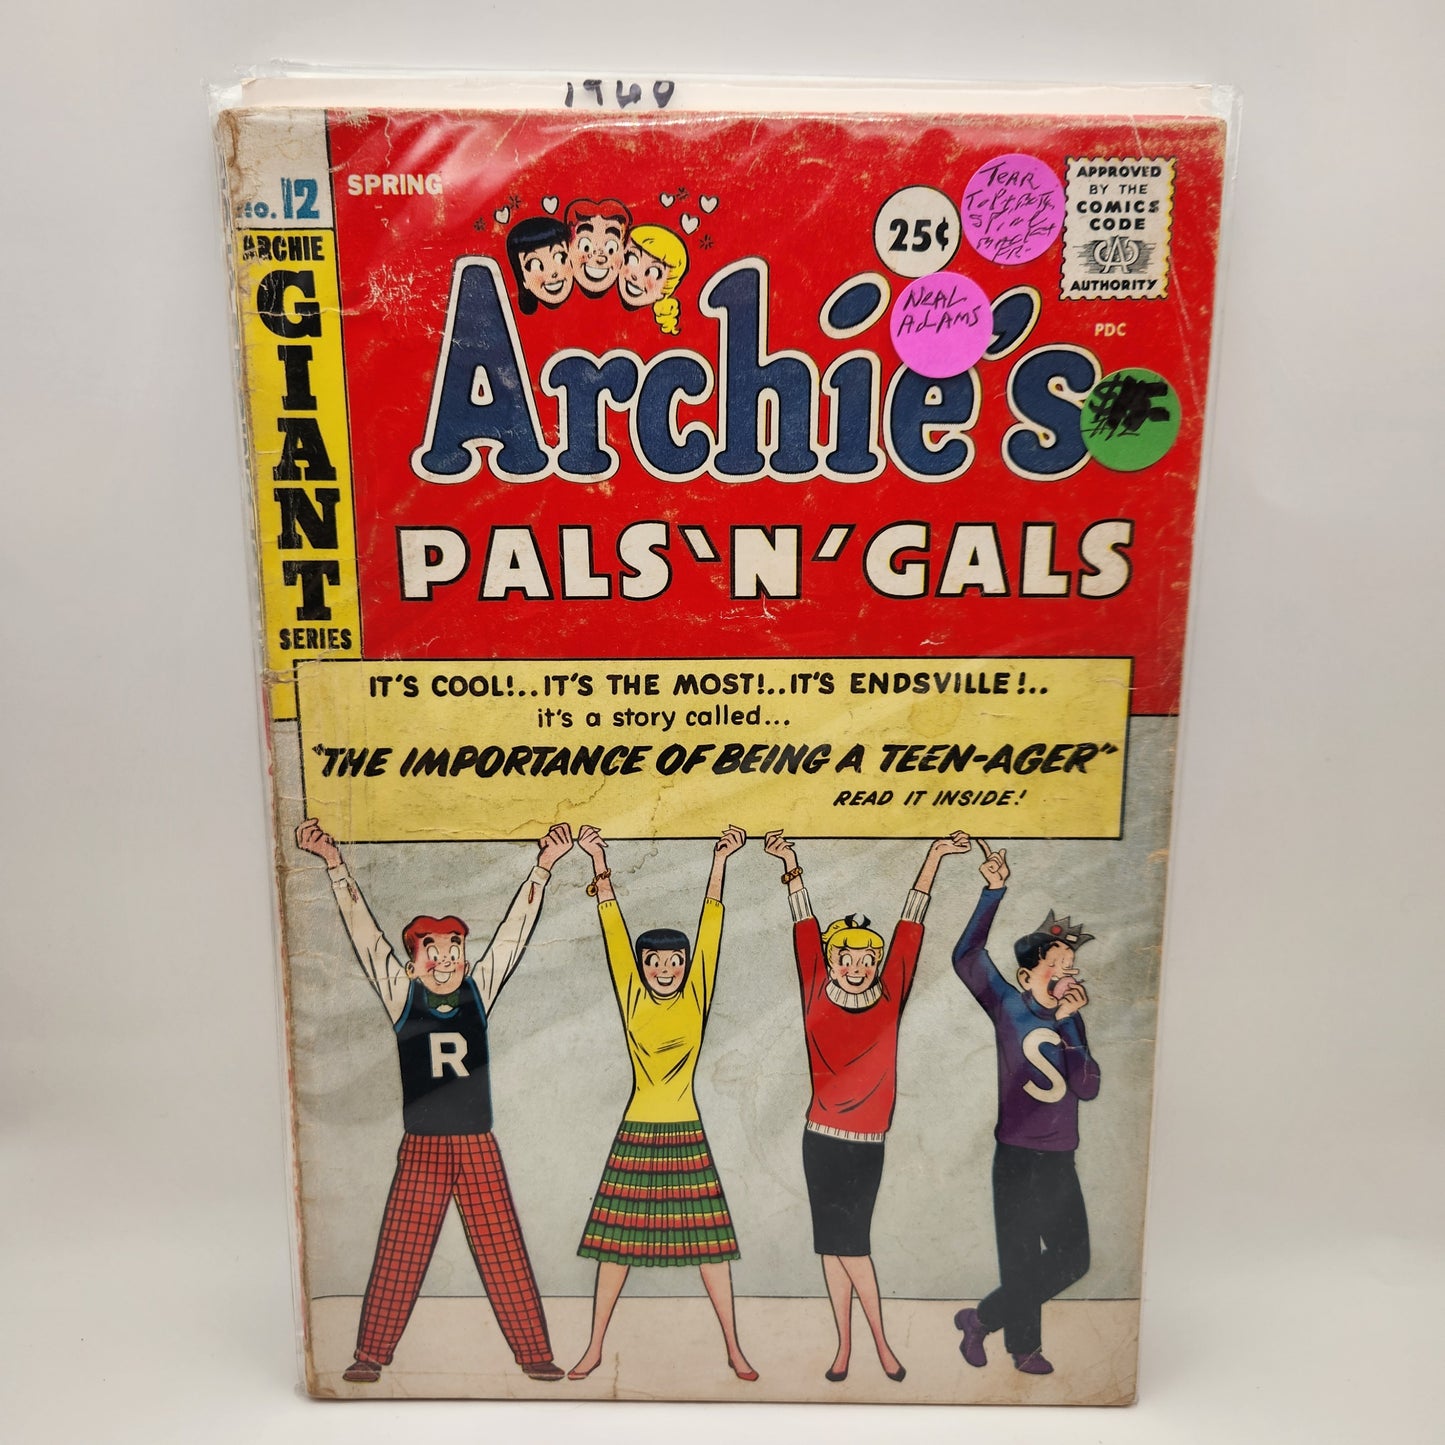 1960
NO. 12
SPRING
ARCHIE
GIANT
SERIES
25¢
TEAR
NEAL
ADAMS
APPROVED
BY THE
COMICS
CODE
CA
AUTHORITY
PDC
Archie's
PALS 'N' GALS
IT'S COOL!..IT'S THE MOST!..IT'S ENDSVILLE!..
it's a story called...
"THE IMPORTANCE OF BEING A TEEN-AGER"
READ IT INSIDE!
R
S